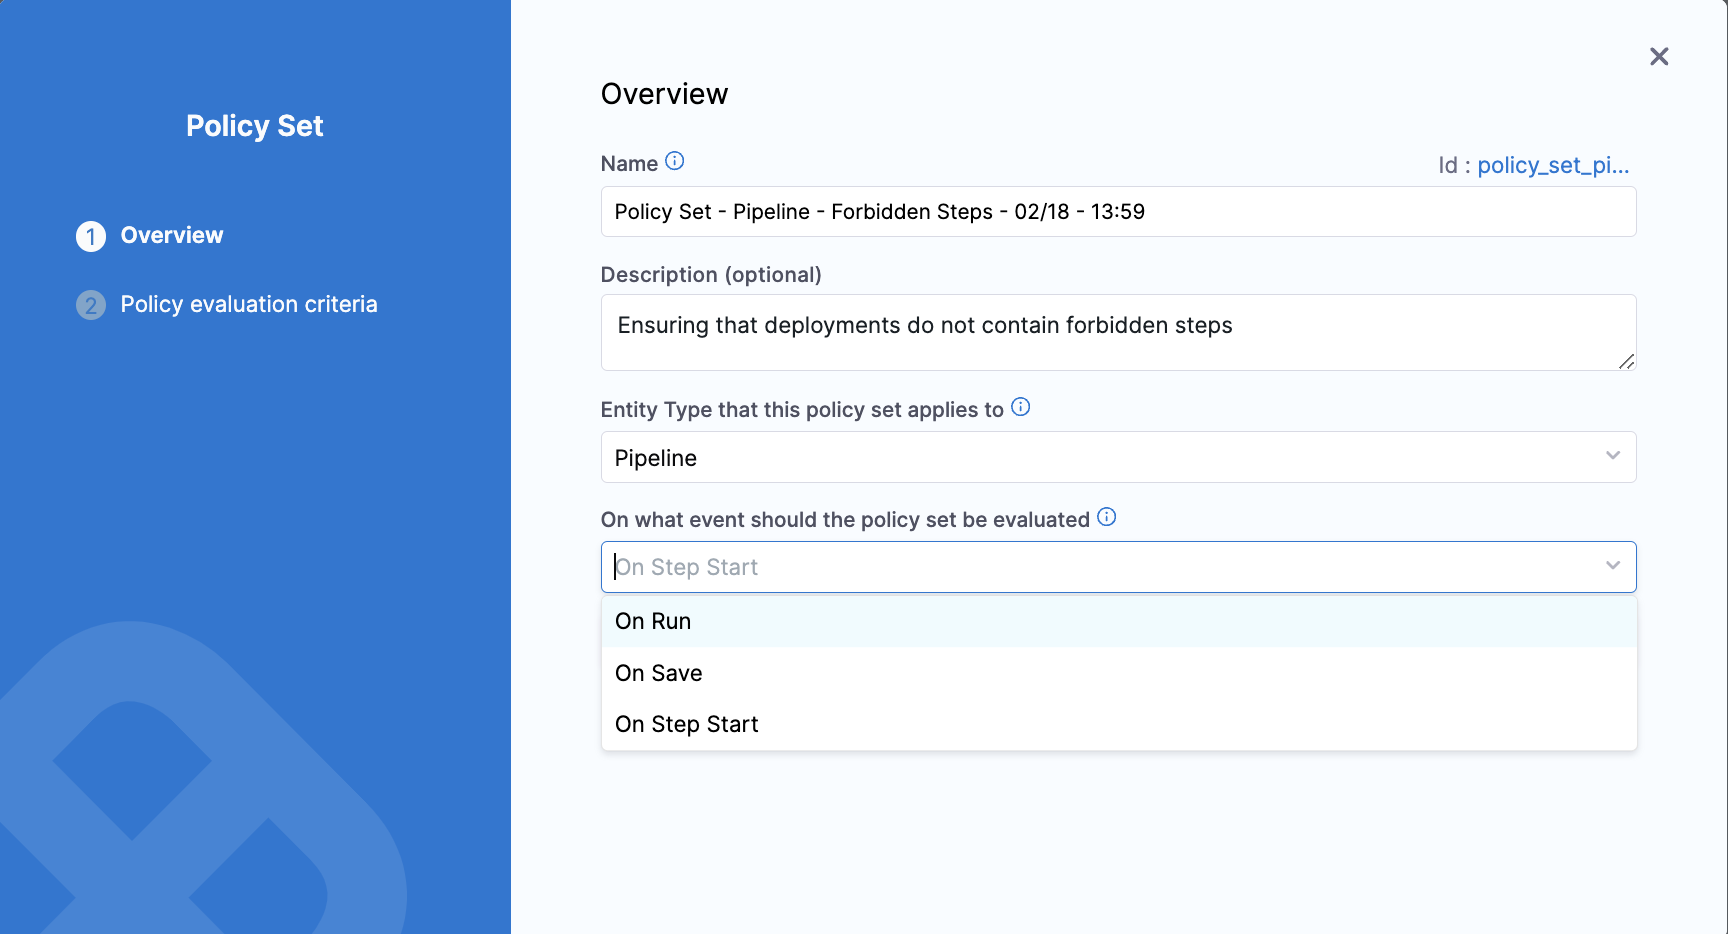 Policy Set
1 Overview
2 Policy evaluation criteria
Overview
Name
Id : policy_set_pi...
Policy Set - Pipeline - Forbidden Steps - 02/18 - 13:59
Description (optional)
Ensuring that deployments do not contain forbidden steps
Entity Type that this policy set applies to
Pipeline
On what event should the policy set be evaluated
On Step Start
On Run
On Save
On Step Start